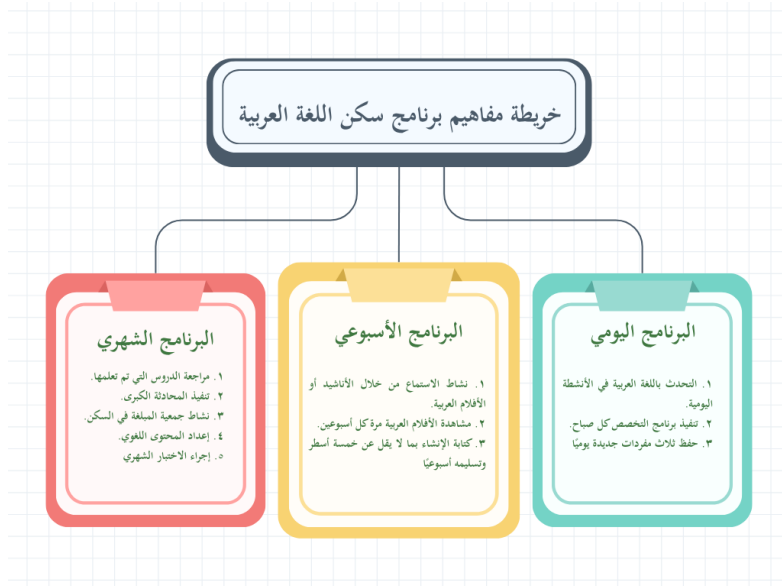 خريطة مفاهيم برنامج سكن اللغة العربية
البرنامج اليومي
١. التحدث باللغة العربية في الأنشطة
اليومية.
٢. تنفيذ برنامج التخصص كل صباح.
٣. حفظ ثلاث مفردات جديدة يوميًا
البرنامج الأسبوعي
١. نشاط الاستماع من خلال الأناشيد أو
الأفلام العربية.
٢. مشاهدة الأفلام العربية مرة كل أسبوعين.
٣. كتابة الإنشاء بما لا يقل عن خمسة أسطر
وتسليمه أسبوعيًا
البرنامج الشهري
١. مراجعة الدروس التي تم تعلمها.
٢. تنفيذ المحادثة الكبرى.
٣. نشاط جمعية المبلغة في السكن.
٤. إعداد المحتوى اللغوي.
٥. إجراء الاختبار الشهري